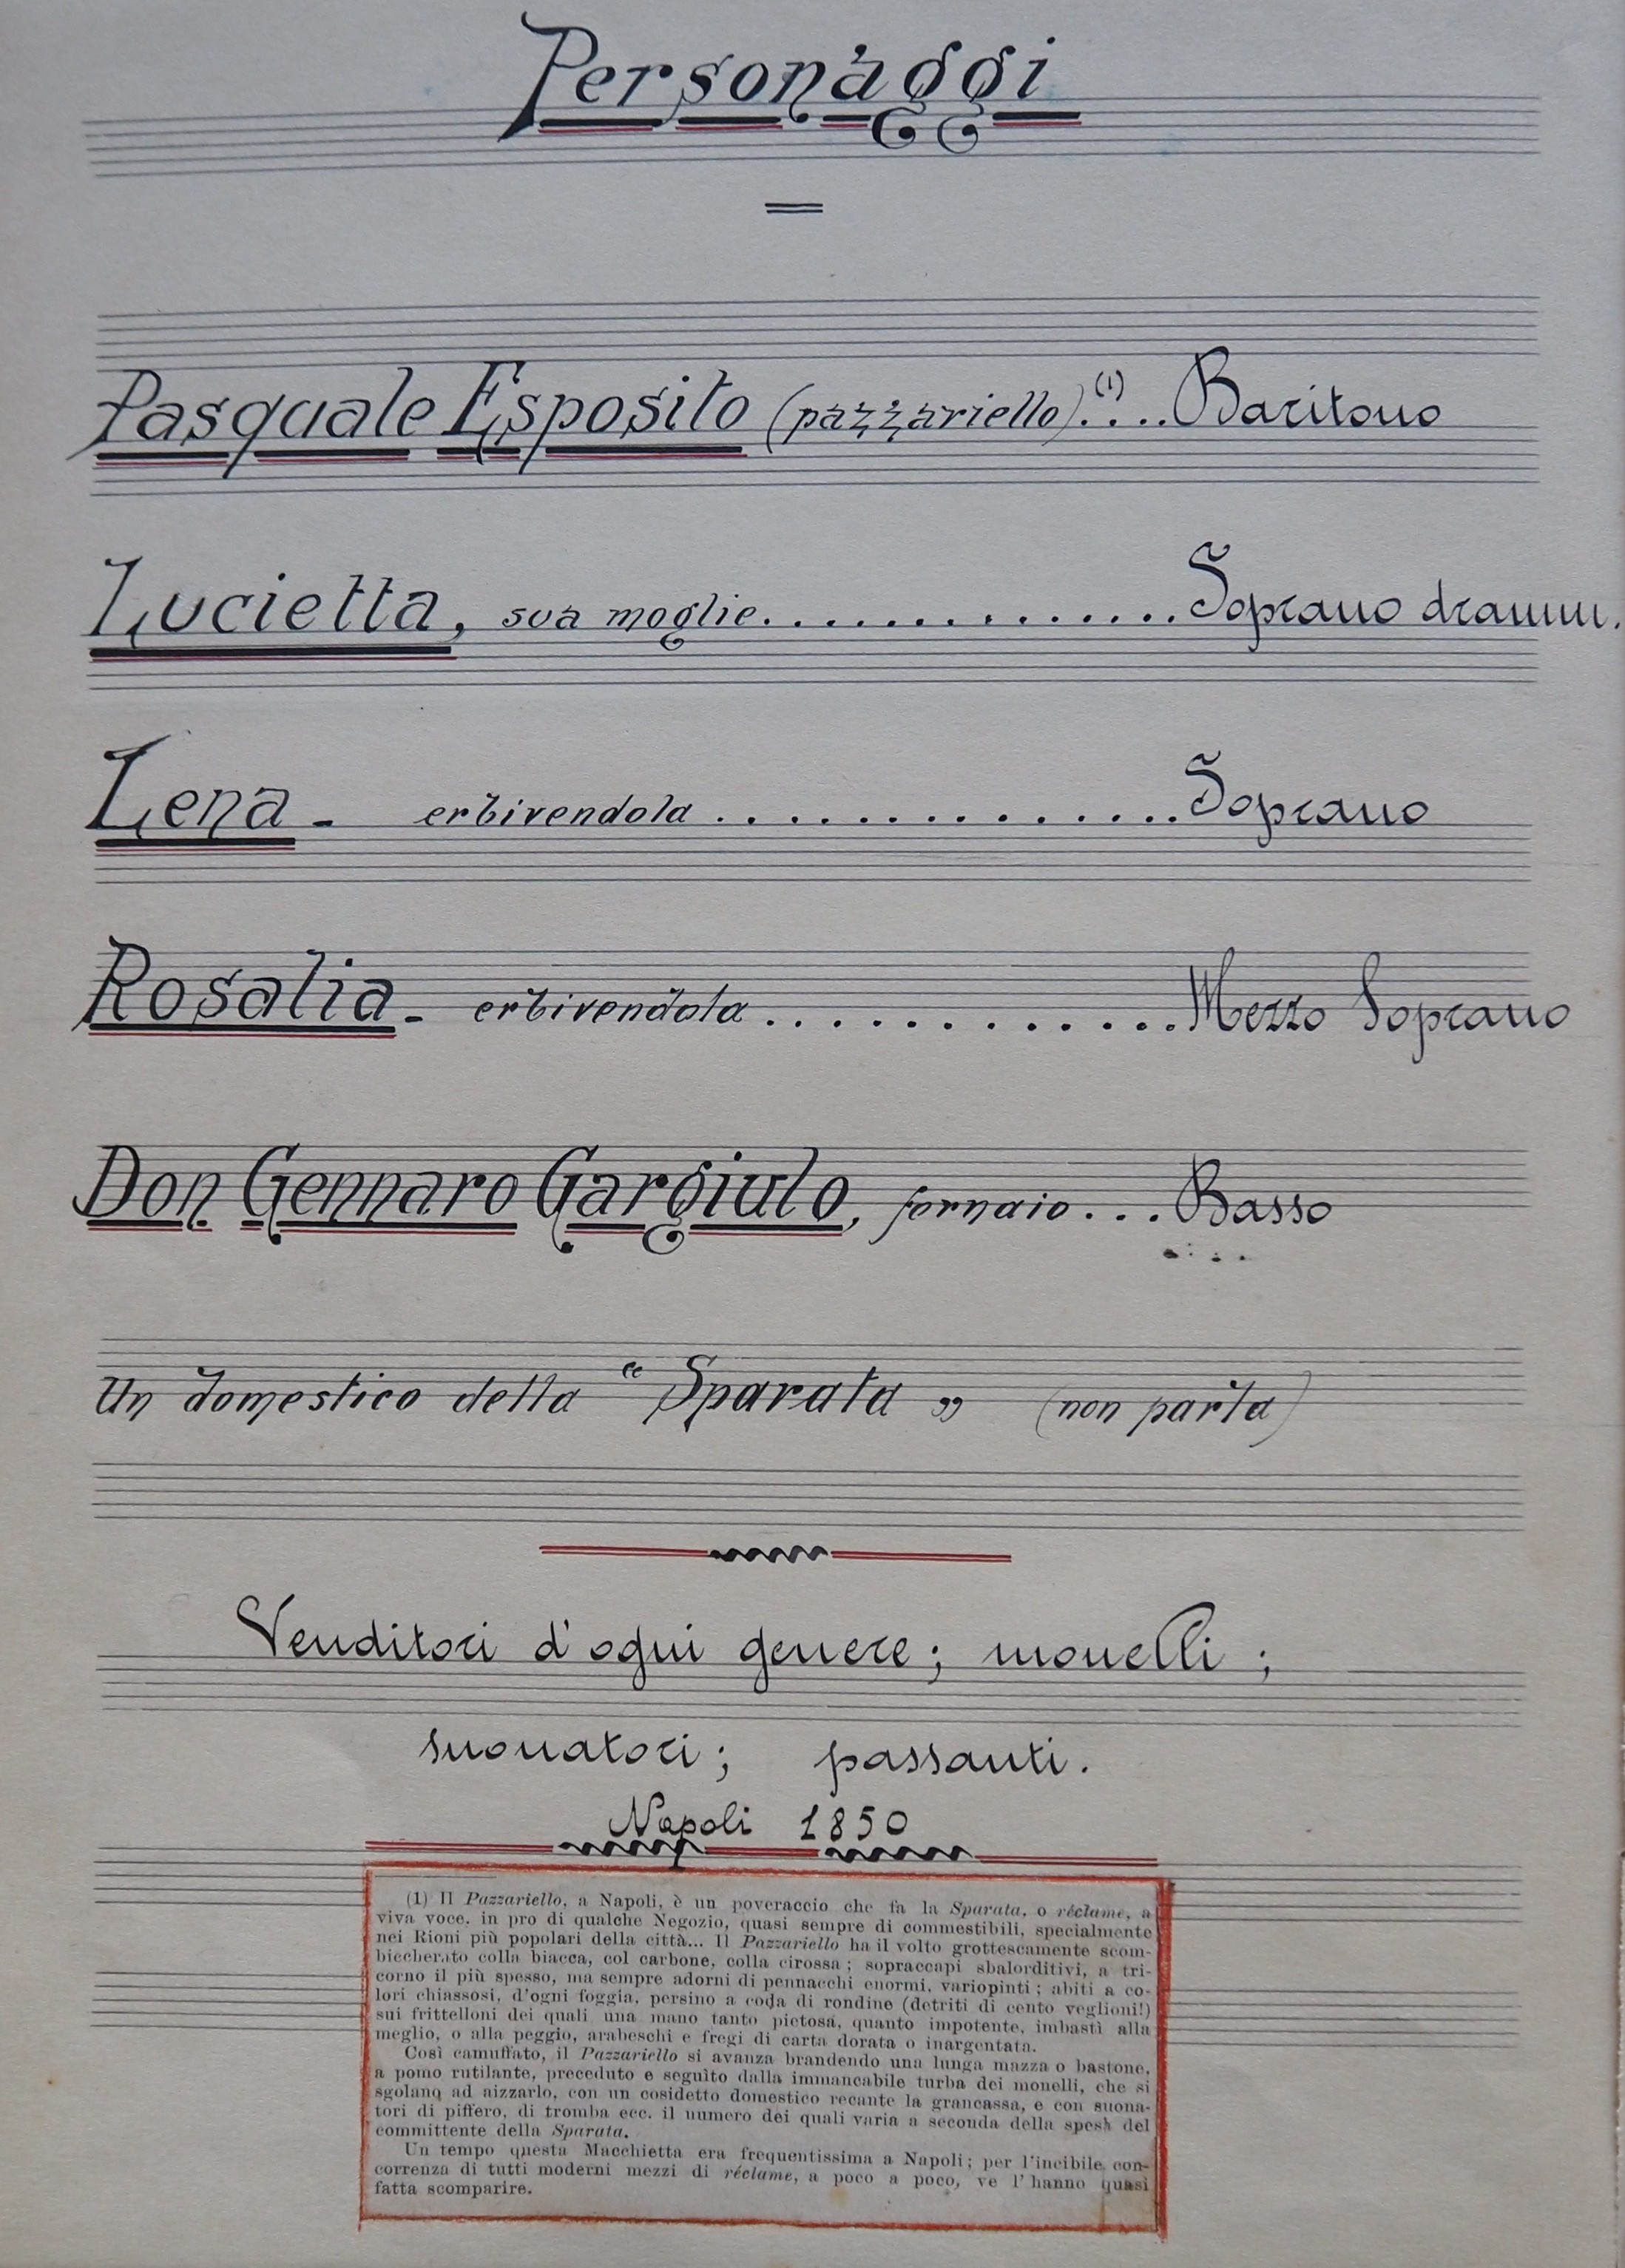 Personaggi
Pasquale Esposito (pazzariello).(1)... Baritono
Lucietta, sua moglie............... Soprano dramm.
Lena - erbivendola .............. Soprano
Rosalia - erbivendola ............. Mezzo Soprano
Don Gennaro Gargiulo, fornaio ... Basso
Un domestico della “Sparata” (non parla)
Venditori d'ogni genere; monelli;
suonatori; passanti.
Napoli 1850
(1) Il Pazzariello, a Napoli, è un poveraccio che fa la Sparata, o réclame, a
viva voce, in pro di qualche Negozio, quasi sempre di commestibili, specialmente
nei Rioni più popolari della città... Il Pazzariello ha il volto grottescamente scom-
biccherato colla biacca, col carbone, colla cirossa; sopraccapi sbalorditivi, a tri-
corno il più spesso, ma sempre adorni di pennacchi enormi, variopinti; abiti a co-
lori chiassosi, d'ogni foggia, persino a coda di rondine (detriti di cento veglioni!)
sui frittelloni dei quali una mano tanto pietosa, quanto impotente, imbastì alla
meglio, o alla peggio, arabeschi e fregi di carta dorata o inargentata.
Così camuffato, il Pazzariello si avanza brandendo una lunga mazza o bastone,
a pomo rutilante, preceduto e seguìto dalla immancabile turba dei monelli, che si
sgolano ad aizzarlo, con un cosidetto domestico recante la grancassa, e con suona-
tori di piffero, di tromba ecc. il numero dei quali varia a seconda della spesa del
committente della Sparata.
Un tempo questa Macchietta era frequentissima a Napoli; per l'incibile con-
correnza di tutti moderni mezzi di réclame, a poco a poco, ve l'hanno quasi
fatta scomparire.